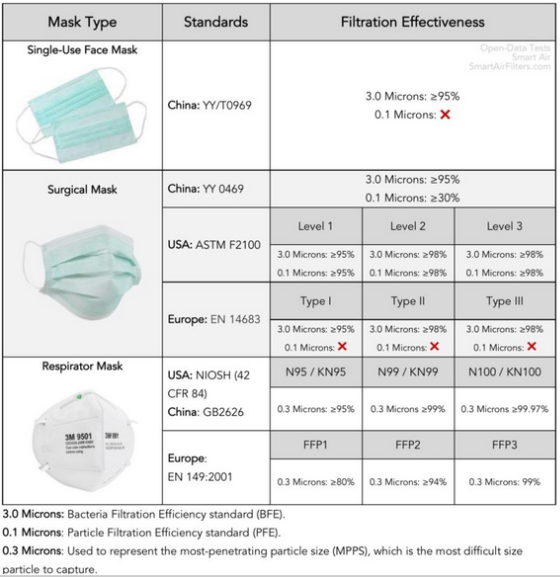 Mask Type Standards Filtration Effectiveness
Single-Use Face Mask
Open-Data Tests
Smart Air
SmartAirFilters.com
China: YY/T0969
3.0 Microns: ≥95%
0.1 Microns: ❌
Surgical Mask
China: YY 0469
3.0 Microns: ≥95%
0.1 Microns: ≥30%
USA: ASTM F2100
Level 1 Level 2 Level 3
3.0 Microns: ≥95% 3.0 Microns: ≥98% 3.0 Microns: ≥98%
0.1 Microns: ≥95% 0.1 Microns: ≥98% 0.1 Microns: ≥98%
Europe: EN 14683
Type I Type II Type III
3.0 Microns: ≥95% 3.0 Microns: ≥98% 3.0 Microns: ≥98%
0.1 Microns: ❌ 0.1 Microns: ❌ 0.1 Microns: ❌
Respirator Mask
3M 9501
USA: NIOSH (42
CFR 84)
China: GB2626
N95 / KN95 N99 / KN99 N100 / KN100
0.3 Microns: ≥95% 0.3 Microns ≥99% 0.3 Microns ≥99.97%
Europe:
EN 149:2001
FFP1 FFP2 FFP3
0.3 Microns: ≥80% 0.3 Microns: ≥94% 0.3 Microns: 99%
3.0 Microns: Bacteria Filtration Efficiency standard (BFE).
0.1 Microns: Particle Filtration Efficiency standard (PFE).
0.3 Microns: Used to represent the most-penetrating particle size (MPPS), which is the most difficult size
particle to capture.